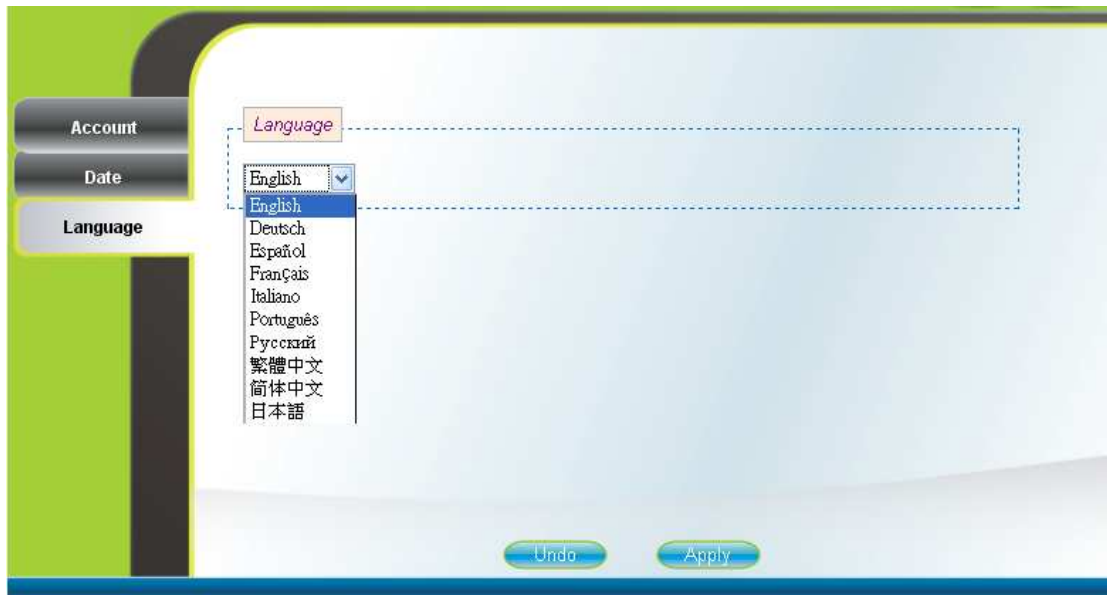 Account
Date
Language
Language
English
English
Deutsch
Español
Français
Italiano
Português
Русский
繁體中文
简体中文
日本語
Undo
Apply